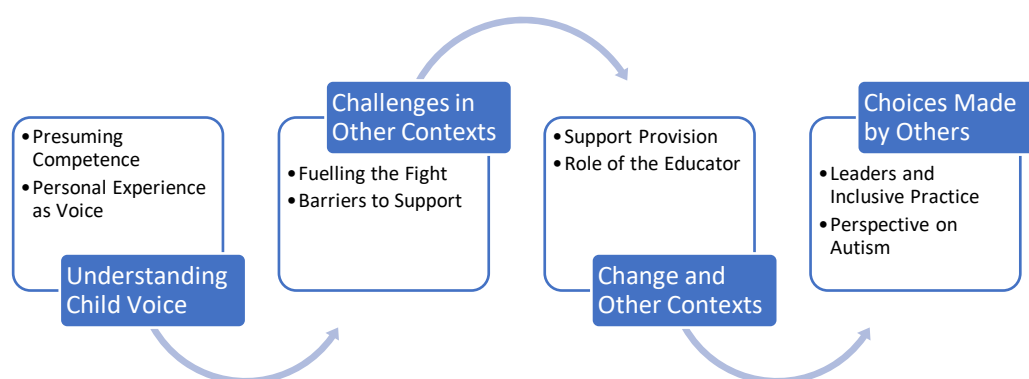 • Presuming
Competence
• Personal Experience
as Voice
Understanding
Child Voice
Challenges in
Other Contexts
• Fuelling the Fight
• Barriers to Support
• Support Provision
• Role of the Educator
Change and
Other Contexts
Choices Made
by Others
• Leaders and
Inclusive Practice
• Perspective on
Autism